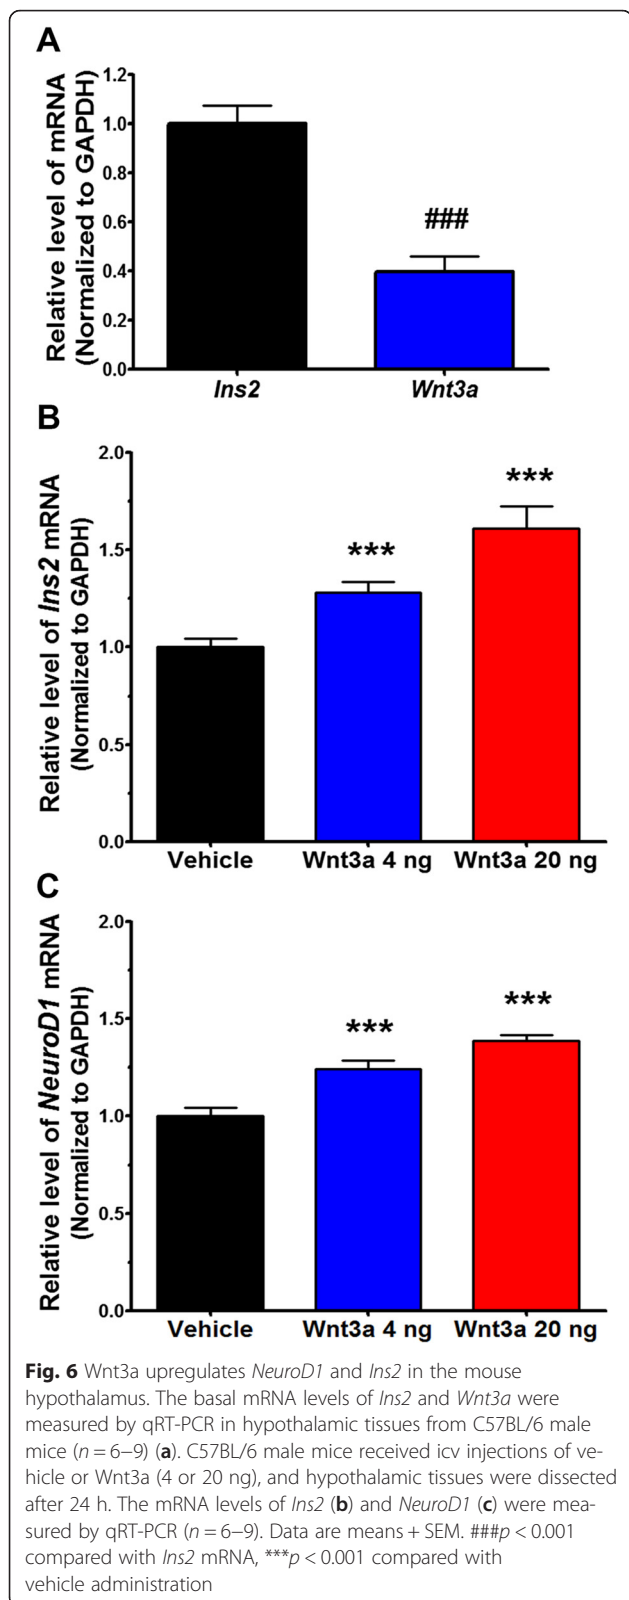 A
Relative level of mRNA
(Normalized to GAPDH)
1.2
1.0
0.8
0.6
0.4
0.2
0.0
###
Ins2
Wnt3a
B
Relative level of Ins2 mRNA
(Normalized to GAPDH)
2.0
1.5
1.0
0.5
0.0
***
***
Vehicle
Wnt3a 4 ng
Wnt3a 20 ng
C
Relative level of NeuroD1 mRNA
(Normalized to GAPDH)
2.0
1.5
1.0
0.5
0.0
***
***
Vehicle
Wnt3a 4 ng
Wnt3a 20 ng
Fig. 6 Wnt3a upregulates NeuroD1 and Ins2 in the mouse
hypothalamus. The basal mRNA levels of Ins2 and Wnt3a were
measured by qRT-PCR in hypothalamic tissues from C57BL/6 male
mice (n = 6–9) (a). C57BL/6 male mice received icv injections of ve-
hicle or Wnt3a (4 or 20 ng), and hypothalamic tissues were dissected
after 24 h. The mRNA levels of Ins2 (b) and NeuroD1 (c) were mea-
sured by qRT-PCR (n = 6–9). Data are means + SEM. ###p < 0.001
compared with Ins2 mRNA, ***p < 0.001 compared with
vehicle administration